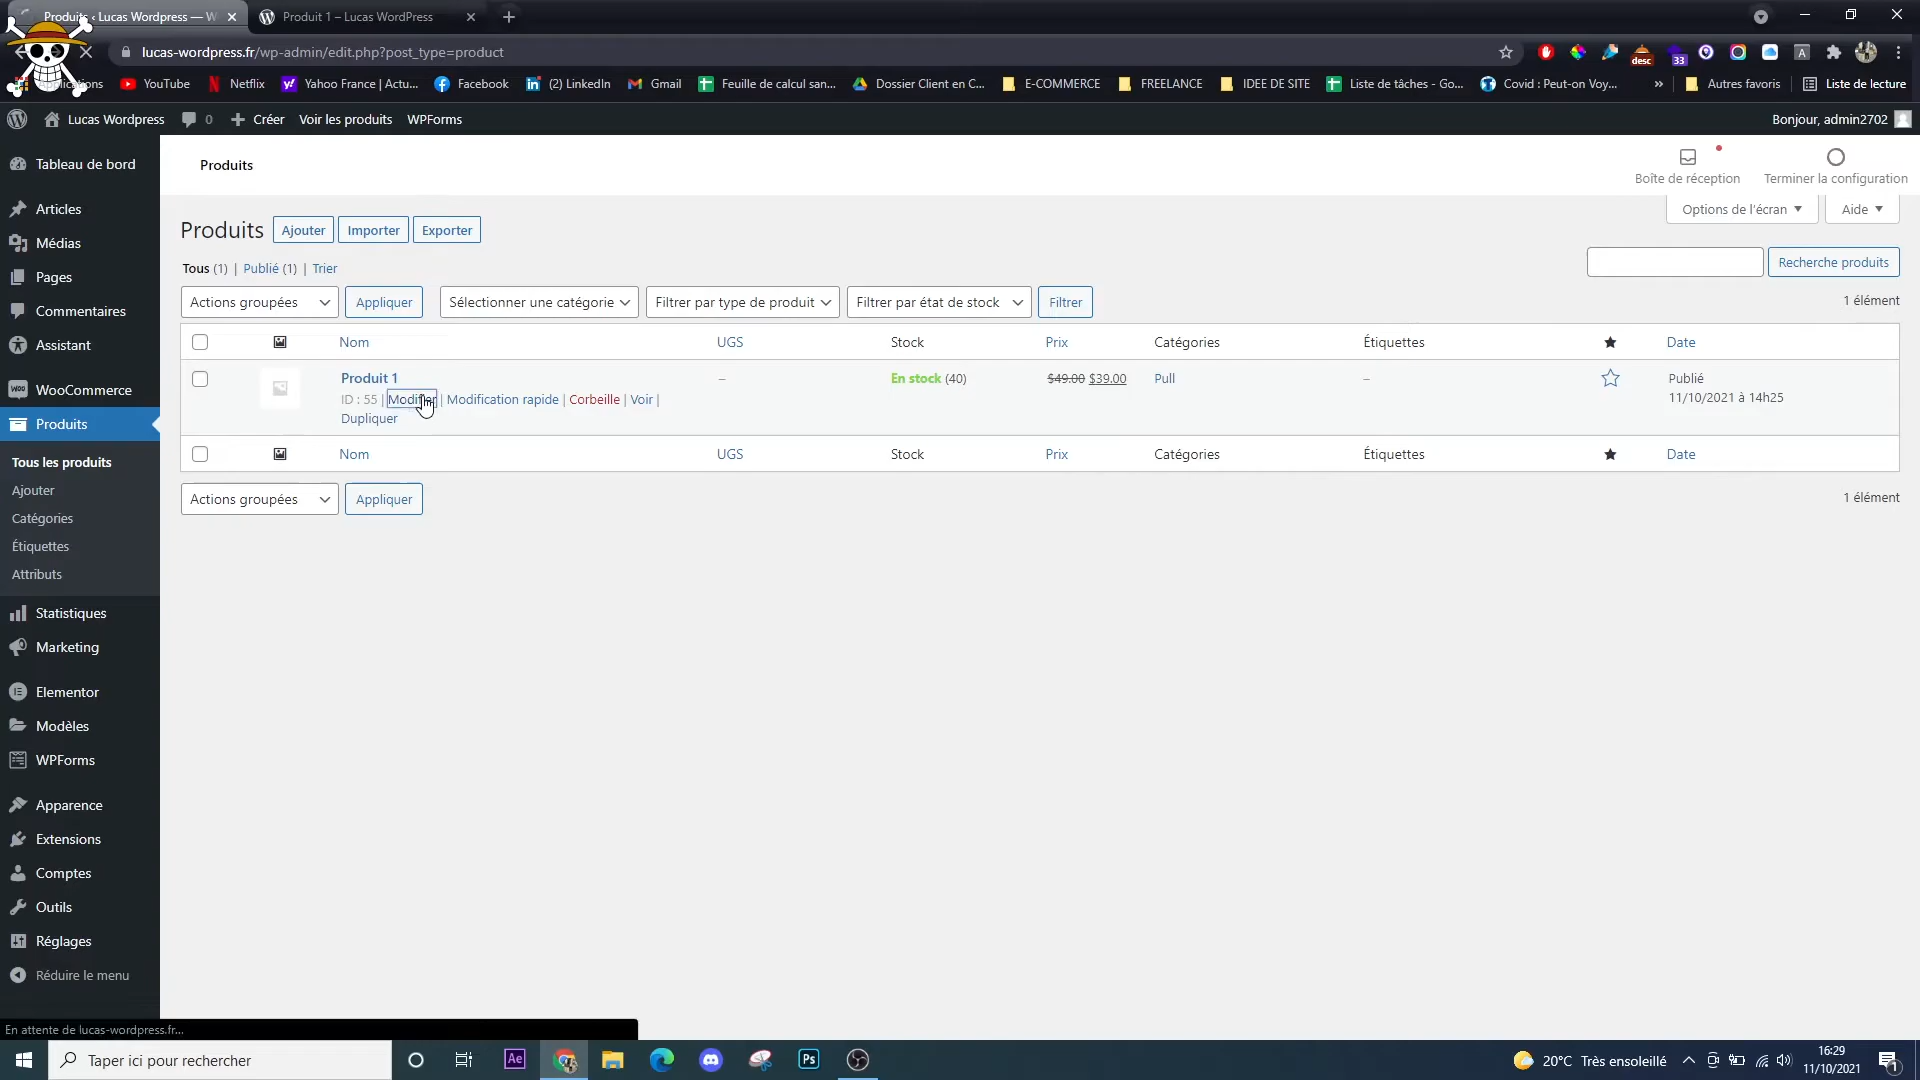 Produits ‹ Lucas Wordpress — W
Produit 1 – Lucas WordPress
lucas-wordpress.fr/wp-admin/edit.php?post_type=product
desc
33
YouTube
Netflix
Yahoo France | Actu...
Facebook
(2) LinkedIn
Gmail
Feuille de calcul san...
Dossier Client en C...
E-COMMERCE
FREELANCE
IDEE DE SITE
Liste de tâches - Go...
Covid : Peut-on Voy...
»
Autres favoris
Liste de lecture
Lucas Wordpress
0
Créer
Voir les produits
WPForms
Bonjour, admin2702
Tableau de bord
Articles
Médias
Pages
Commentaires
Assistant
WooCommerce
Produits
Tous les produits
Ajouter
Catégories
Étiquettes
Attributs
Statistiques
Marketing
Elementor
Modèles
WPForms
Apparence
Extensions
Comptes
Outils
Réglages
Réduire le menu
Produits
Boîte de réception
Terminer la configuration
Options de l'écran
Aide
Produits
Ajouter
Importer
Exporter
Tous (1) | Publié (1) | Trier
Recherche produits
Actions groupées
Appliquer
Sélectionner une catégorie
Filtrer par type de produit
Filtrer par état de stock
Filtrer
1 élément
Nom
UGS
Stock
Prix
Catégories
Étiquettes
Date
Produit 1
–
En stock (40)
$49.00 $39.00
Pull
–
Publié
11/10/2021 à 14h25
ID : 55 | Modifier | Modification rapide | Corbeille | Voir |
Dupliquer
Nom
UGS
Stock
Prix
Catégories
Étiquettes
Date
Actions groupées
Appliquer
1 élément
En attente de lucas-wordpress.fr...
Taper ici pour rechercher
Ae
Ps
20°C Très ensoleillé
16:29
11/10/2021
1